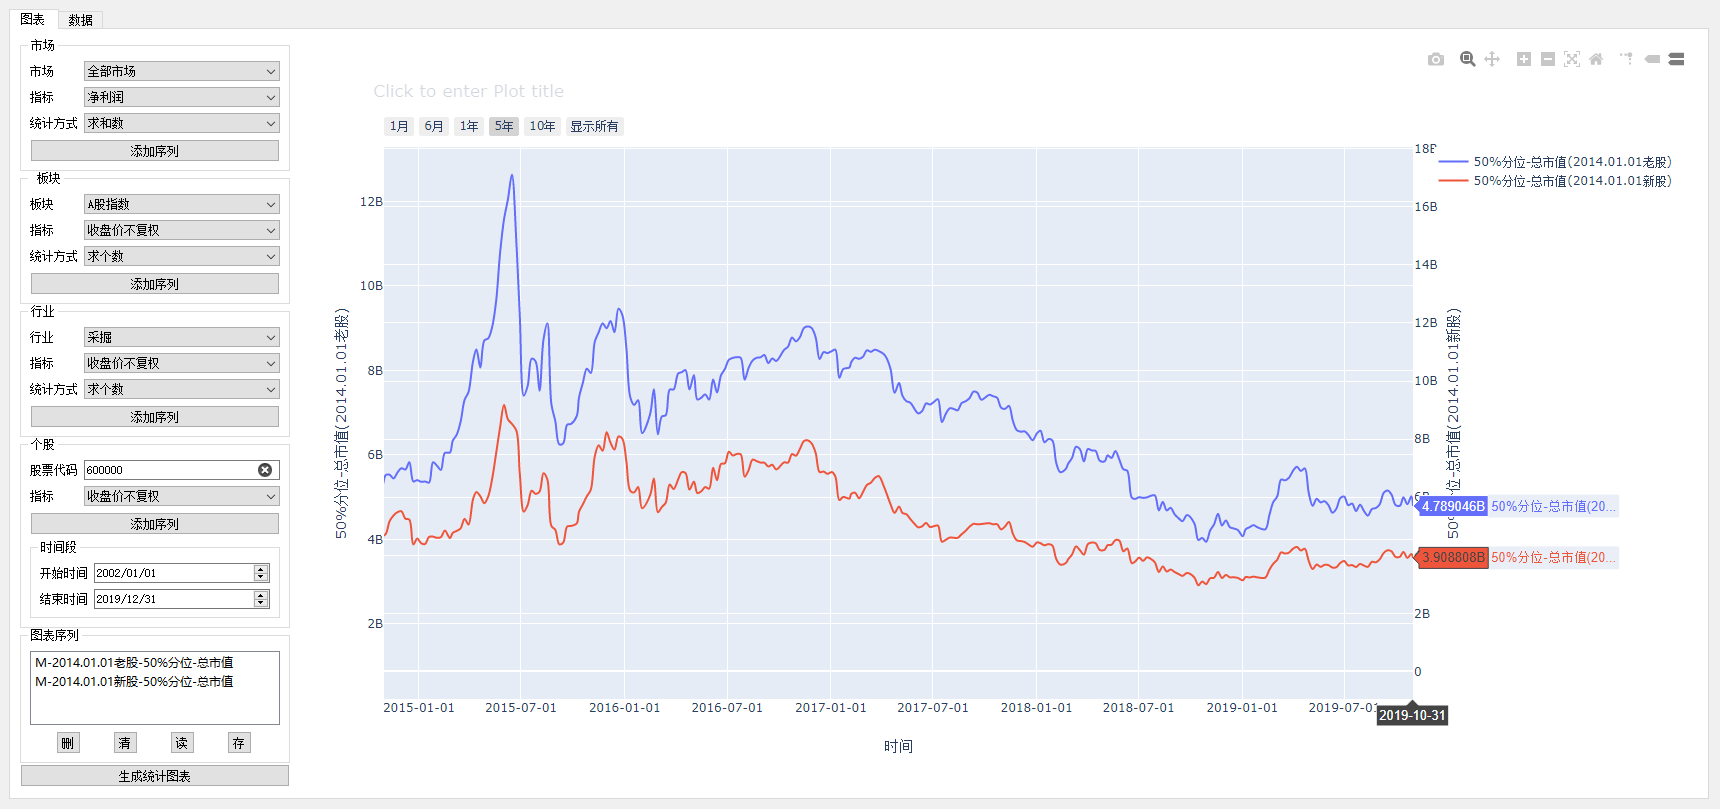 图表 数据
市场
市场 全部市场
指标 净利润
统计方式 求和数
添加序列
板块
板块 A股指数
指标 收盘价不复权
统计方式 求个数
添加序列
行业
行业 采掘
指标 收盘价不复权
统计方式 求个数
添加序列
个股
股票代码 600000
指标 收盘价不复权
添加序列
时间段
开始时间 2002/01/01
结束时间 2019/12/31
图表序列
M-2014.01.01老股-50%分位-总市值
M-2014.01.01新股-50%分位-总市值
删 清 读 存
生成统计图表
Click to enter Plot title
1月 6月 1年 5年 10年 显示所有
50%分位-总市值(2014.01.01老股)
12B
10B
8B
6B
4B
2B
18B
16B
14B
12B
10B
8B
2B
0
50%分位-总市值(2014.01.01老股)
50%分位-总市值(2014.01.01新股)
4.789046B 50%分位-总市值(20...
3.908808B 50%分位-总市值(20...
2015-01-01 2015-07-01 2016-01-01 2016-07-01 2017-01-01 2017-07-01 2018-01-01 2018-07-01 2019-01-01 2019-07-01
2019-10-31
时间